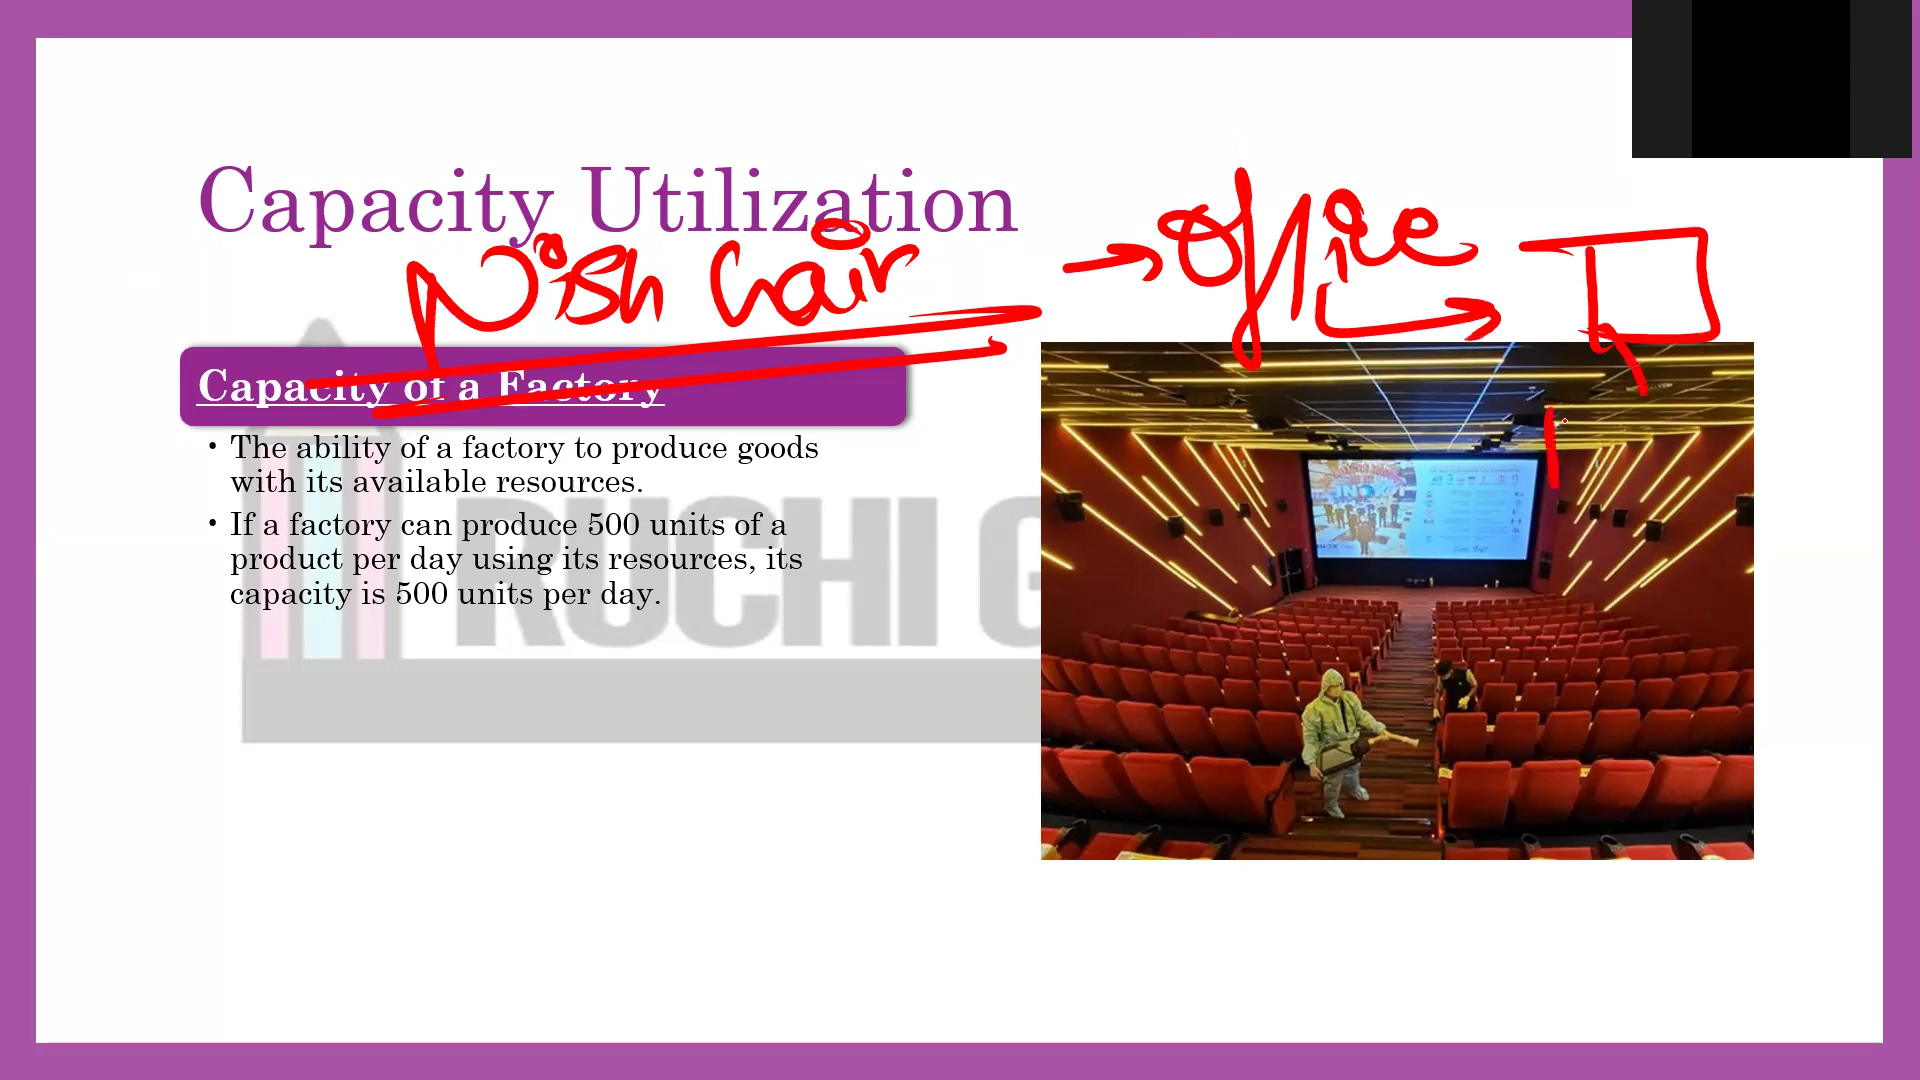 Capacity Utilization
Nish hair → Office
Capacity of a Factory
• The ability of a factory to produce goods
with its available resources.
• If a factory can produce 500 units of a
product per day using its resources, its
capacity is 500 units per day.
RUCHI G